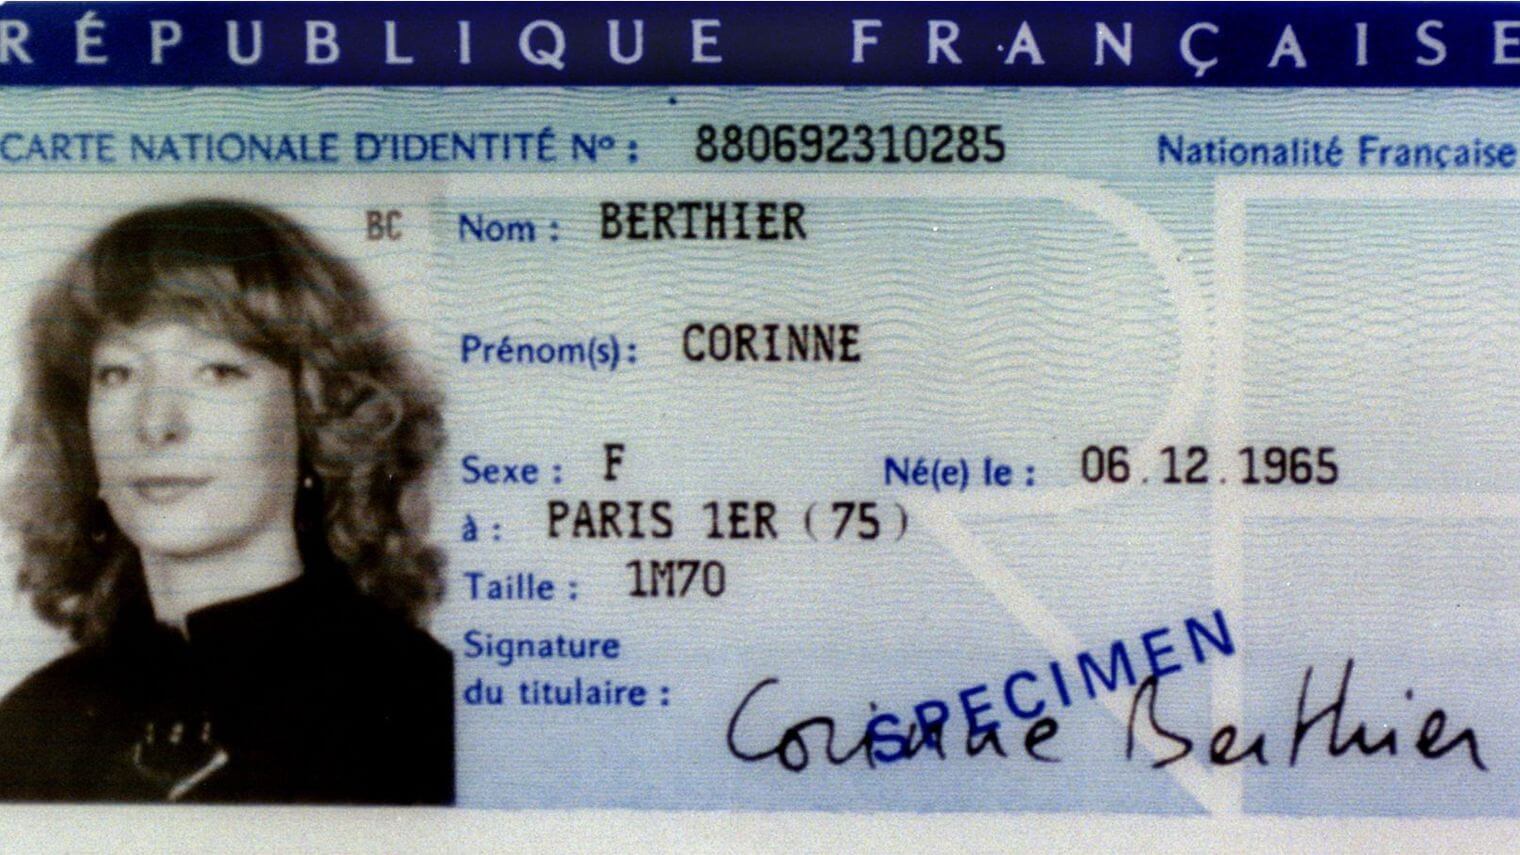 RÉPUBLIQUE FRANÇAISE
CARTE NATIONALE D'IDENTITÉ Nº : 880692310285 Nationalité Française
BC
Nom : BERTHIER
Prénom(s) : CORINNE
Sexe : F Né(e) le : 06.12.1965
à : PARIS 1ER (75)
Taille : 1M70
Signature
du titulaire :
SPECIMEN
Corinne Berthier